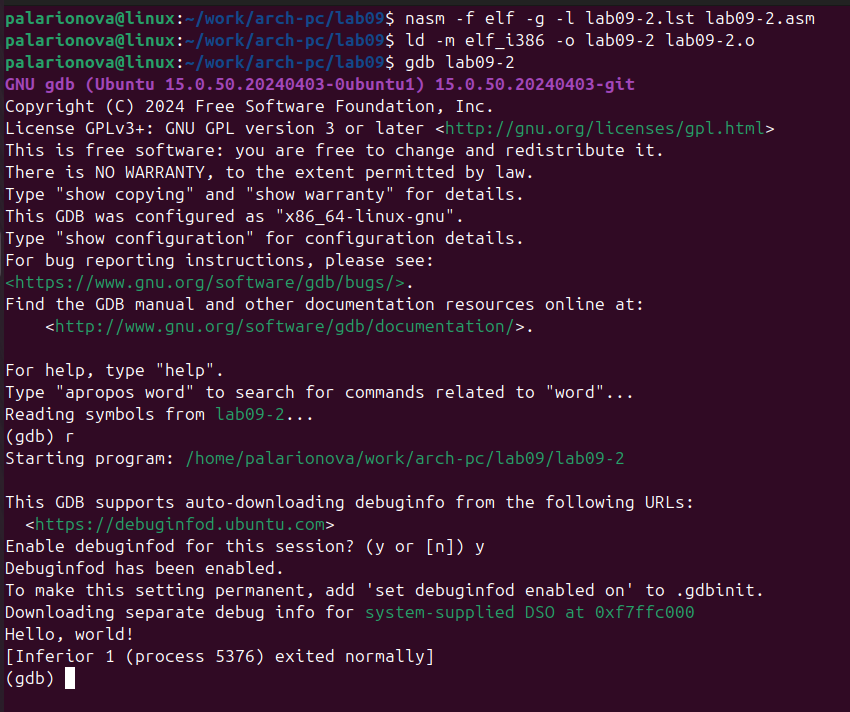 palarionova@linux:~/work/arch-pc/lab09$ nasm -f elf -g -l lab09-2.lst lab09-2.asm
palarionova@linux:~/work/arch-pc/lab09$ ld -m elf_i386 -o lab09-2 lab09-2.o
palarionova@linux:~/work/arch-pc/lab09$ gdb lab09-2
GNU gdb (Ubuntu 15.0.50.20240403-0ubuntu1) 15.0.50.20240403-git
Copyright (C) 2024 Free Software Foundation, Inc.
License GPLv3+: GNU GPL version 3 or later <http://gnu.org/licenses/gpl.html>
This is free software: you are free to change and redistribute it.
There is NO WARRANTY, to the extent permitted by law.
Type "show copying" and "show warranty" for details.
This GDB was configured as "x86_64-linux-gnu".
Type "show configuration" for configuration details.
For bug reporting instructions, please see:
<https://www.gnu.org/software/gdb/bugs/>.
Find the GDB manual and other documentation resources online at:
    <http://www.gnu.org/software/gdb/documentation/>.

For help, type "help".
Type "apropos word" to search for commands related to "word"...
Reading symbols from lab09-2...
(gdb) r
Starting program: /home/palarionova/work/arch-pc/lab09/lab09-2

This GDB supports auto-downloading debuginfo from the following URLs:
  <https://debuginfod.ubuntu.com>
Enable debuginfod for this session? (y or [n]) y
Debuginfod has been enabled.
To make this setting permanent, add 'set debuginfod enabled on' to .gdbinit.
Downloading separate debug info for system-supplied DSO at 0xf7ffc000
Hello, world!
[Inferior 1 (process 5376) exited normally]
(gdb)